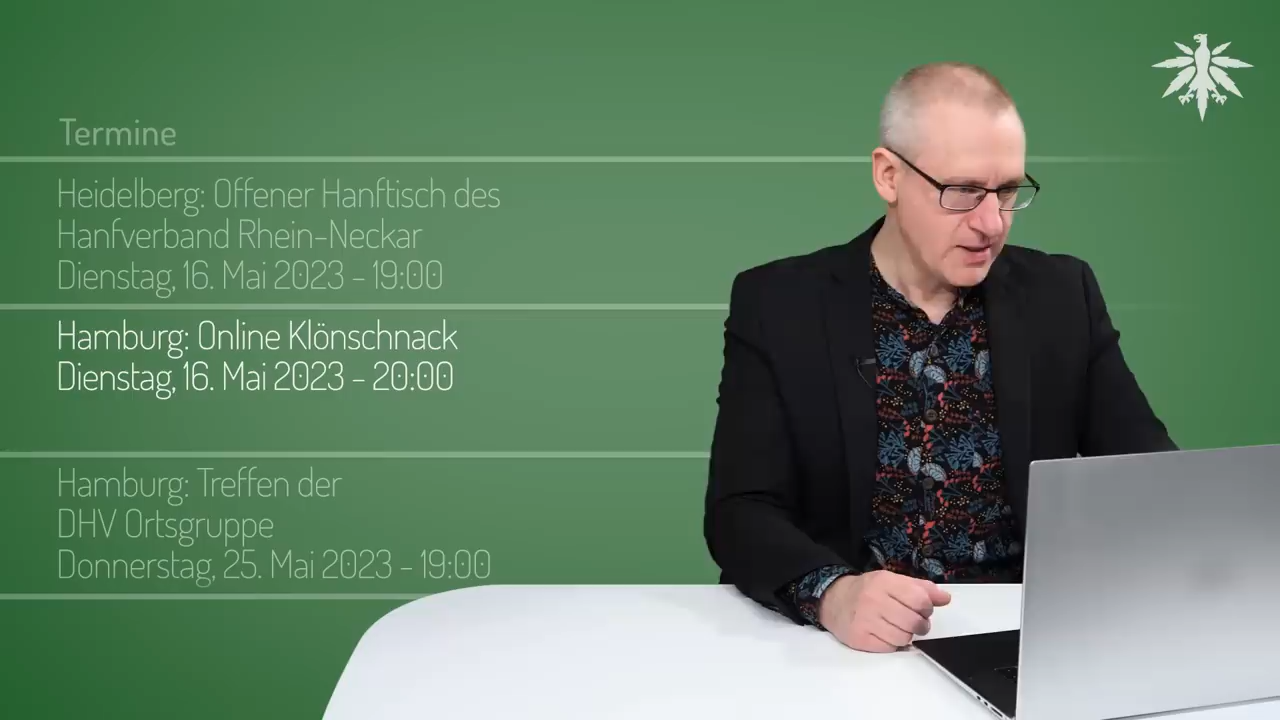 Termine
Heidelberg: Offener Hanftisch des
Hanfverband Rhein-Neckar
Dienstag, 16. Mai 2023 - 19:00
Hamburg: Online Klönschnack
Dienstag, 16. Mai 2023 - 20:00
Hamburg: Treffen der
DHV Ortsgruppe
Donnerstag, 25. Mai 2023 - 19:00